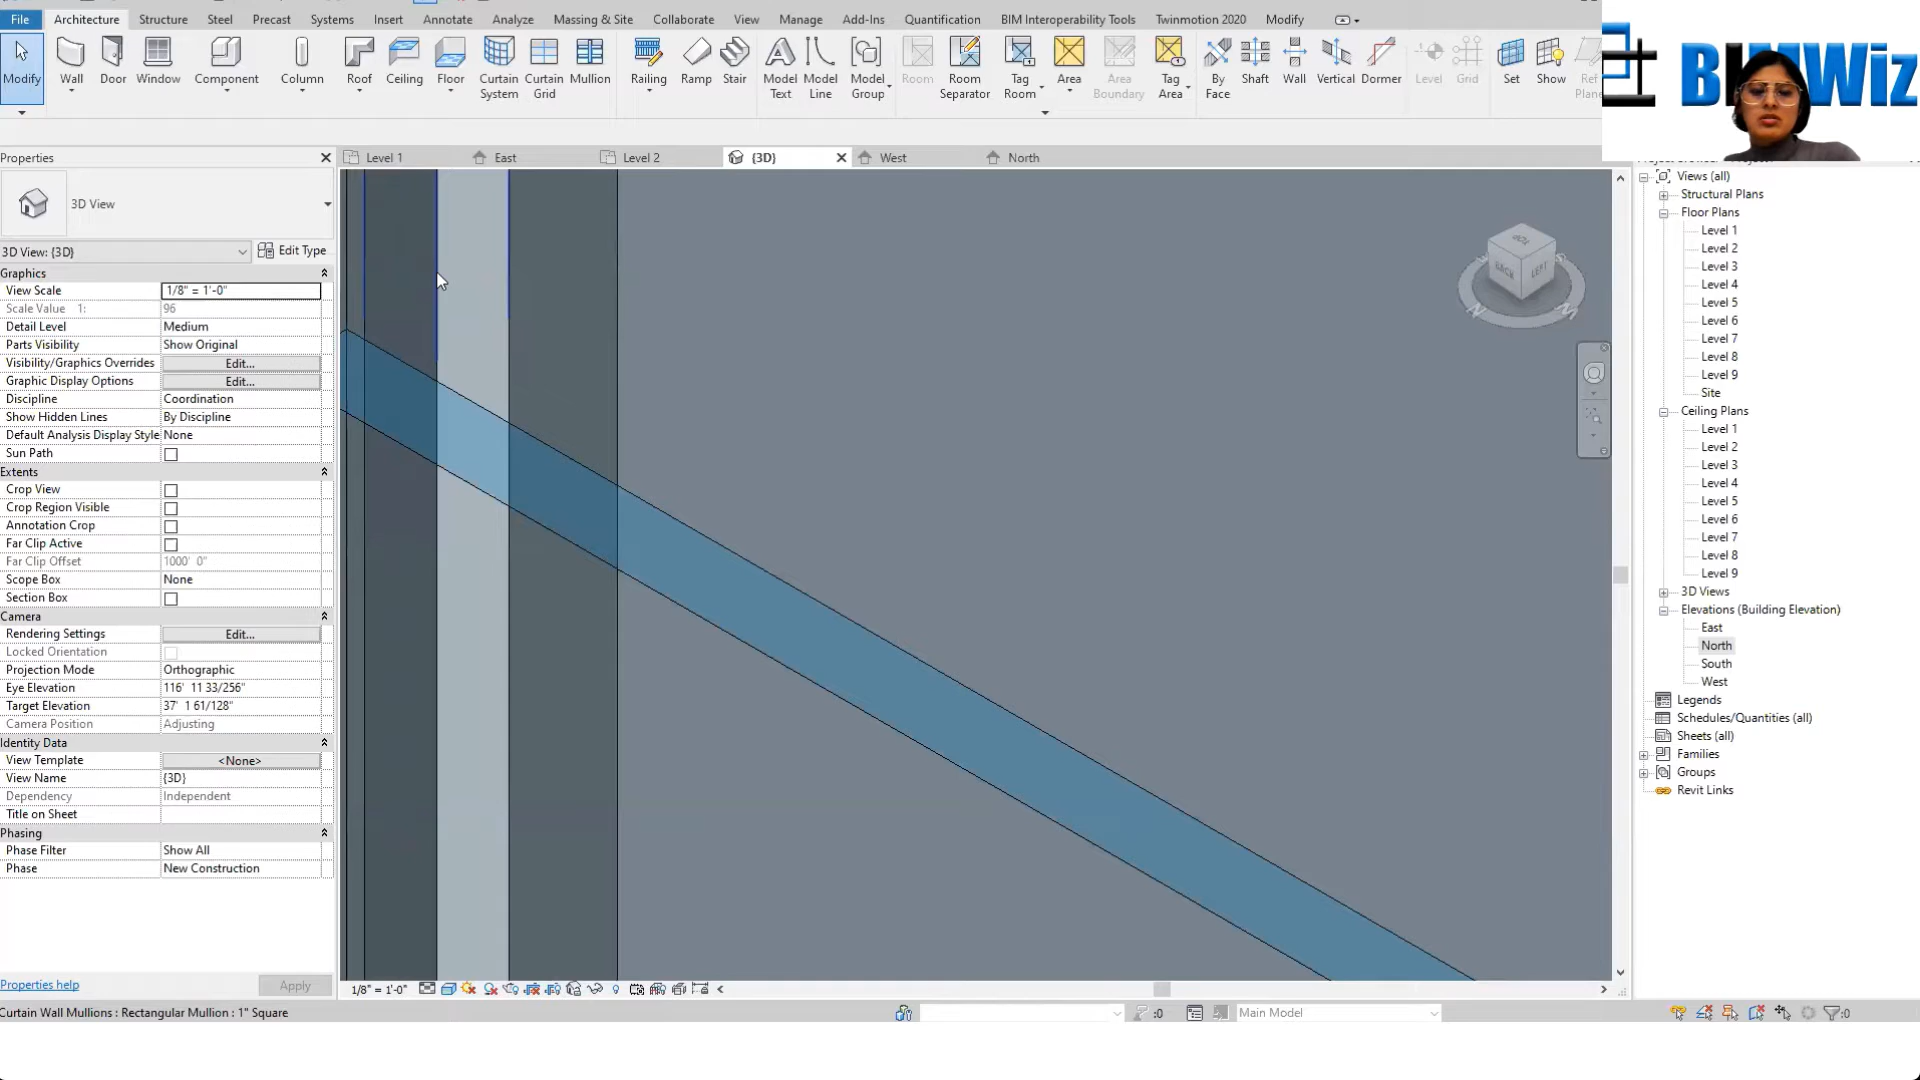 File Architecture Structure Steel Precast Systems Insert Annotate Analyze Massing & Site Collaborate View Manage Add-Ins Quantification BIM Interoperability Tools Twinmotion 2020 Modify
Modify Wall Door Window Component Column Roof Ceiling Floor Curtain System Curtain Grid Mullion Railing Ramp Stair Model Text Model Line Model Group Room Room Separator Tag Room Area Area Boundary Tag Area By Face Shaft Wall Vertical Dormer Level Grid Set Show Ref Plane
Properties
Level 1 East Level 2 {3D} West North
3D View
3D View: {3D} Edit Type
Graphics
View Scale 1/8" = 1'-0"
Scale Value 1: 96
Detail Level Medium
Parts Visibility Show Original
Visibility/Graphics Overrides Edit...
Graphic Display Options Edit...
Discipline Coordination
Show Hidden Lines By Discipline
Default Analysis Display Style None
Sun Path
Extents
Crop View
Crop Region Visible
Annotation Crop
Far Clip Active
Far Clip Offset 1000' 0"
Scope Box None
Section Box
Camera
Rendering Settings Edit...
Locked Orientation
Projection Mode Orthographic
Eye Elevation 116' 11 33/256"
Target Elevation 37' 1 61/128"
Camera Position Adjusting
Identity Data
View Template <None>
View Name {3D}
Dependency Independent
Title on Sheet
Phasing
Phase Filter Show All
Phase New Construction
Properties help Apply
TOP
BACK LEFT
N
Views (all)
Structural Plans
Floor Plans
Level 1
Level 2
Level 3
Level 4
Level 5
Level 6
Level 7
Level 8
Level 9
Site
Ceiling Plans
Level 1
Level 2
Level 3
Level 4
Level 5
Level 6
Level 7
Level 8
Level 9
3D Views
Elevations (Building Elevation)
East
North
South
West
Legends
Schedules/Quantities (all)
Sheets (all)
Families
Groups
Revit Links
1/8" = 1'-0"
Curtain Wall Mullions : Rectangular Mullion : 1" Square
:0 Main Model :0